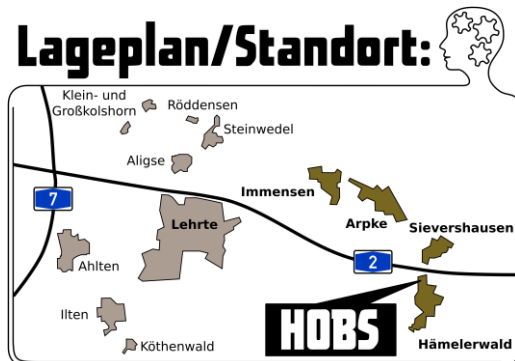 Lageplan/Standort:
Klein- und
Großkolshorn
Röddensen
Steinwedel
Aligse
Immensen
7
Lehrte
Arpke
Sievershausen
Ahlten
2
Ilten
HOBS
Hämelerwald
Köthenwald